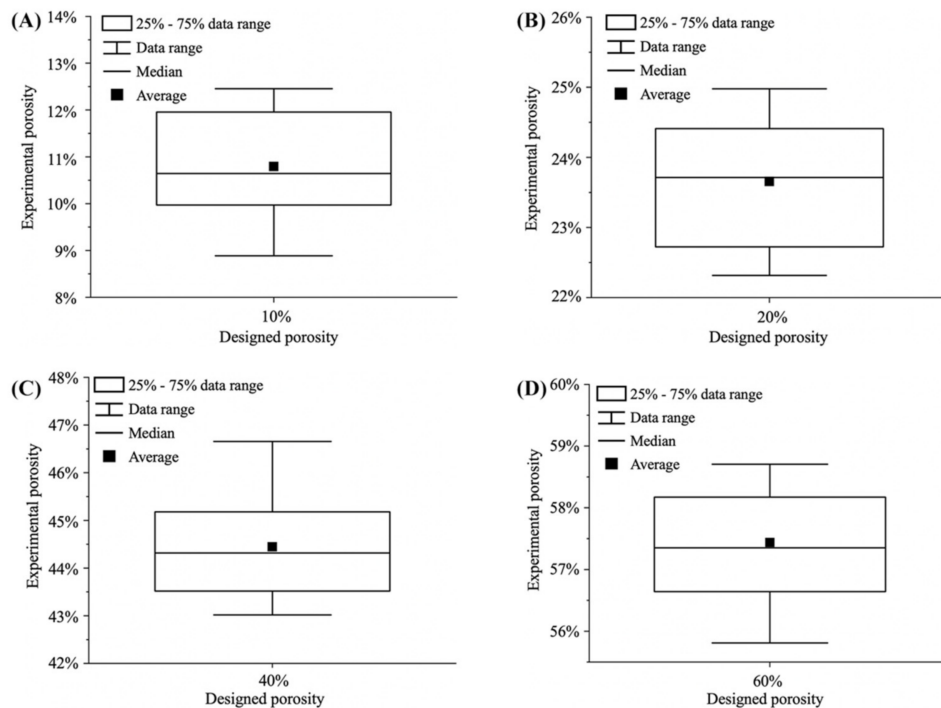 (A)
14%
13%
12%
11%
10%
9%
8%
Experimental porosity
25% - 75% data range
Data range
Median
Average
10%
Designed porosity
(B)
26%
25%
24%
23%
22%
Experimental porosity
25% - 75% data range
Data range
Median
Average
20%
Designed porosity
(C)
48%
47%
46%
45%
44%
43%
42%
Experimental porosity
25% - 75% data range
Data range
Median
Average
40%
Designed porosity
(D)
60%
59%
58%
57%
56%
Experimental porosity
25% - 75% data range
Data range
Median
Average
60%
Designed porosity